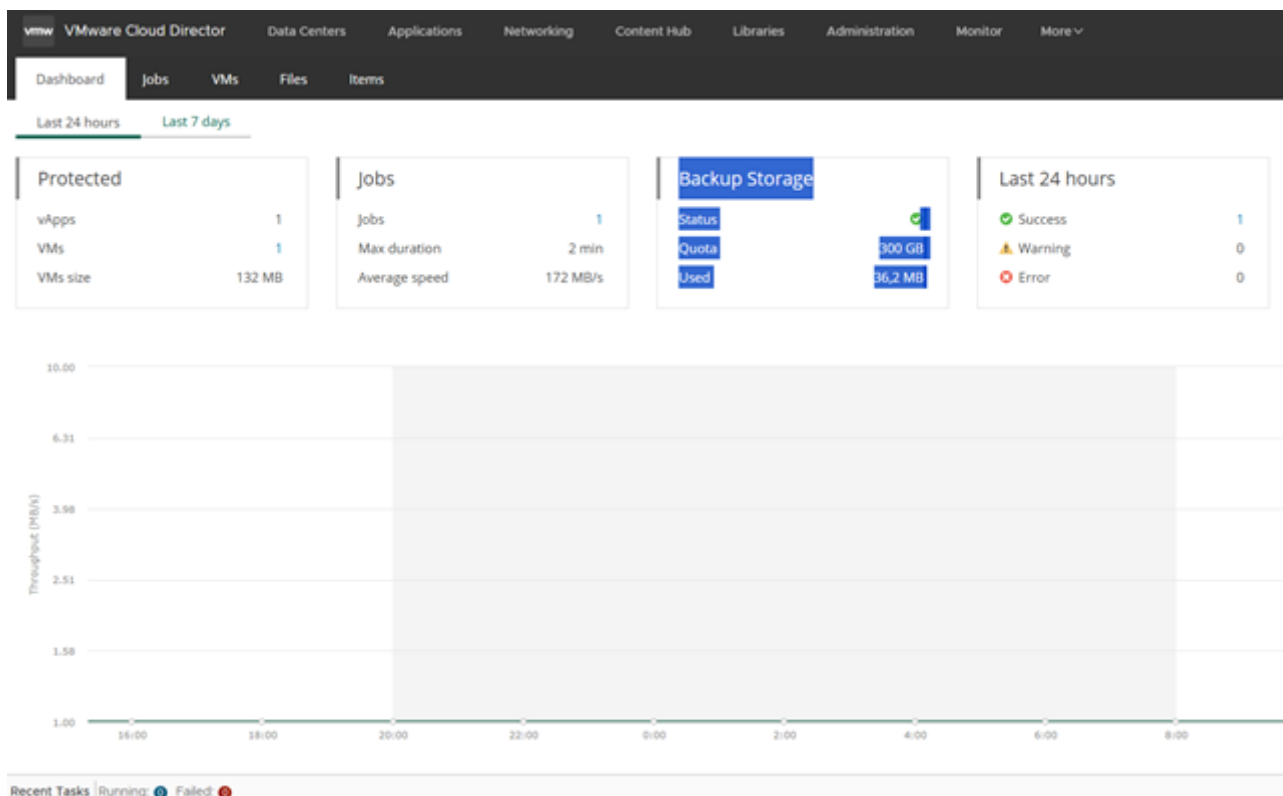 vmw VMware Cloud Director Data Centers Applications Networking Content Hub Libraries Administration Monitor More
Dashboard Jobs VMs Files Items
Last 24 hours Last 7 days
Protected
vApps 1
VMs 1
VMs size 132 MB
Jobs
Jobs 1
Max duration 2 min
Average speed 172 MB/s
Backup Storage
Status
Quota 300 GB
Used 36,2 MB
Last 24 hours
Success 1
Warning 0
Error 0
Throughput (MB/s)
10.00
6.31
3.98
2.51
1.58
1.00
16:00 18:00 20:00 22:00 0:00 2:00 4:00 6:00 8:00
Recent Tasks Running: 0 Failed: 0